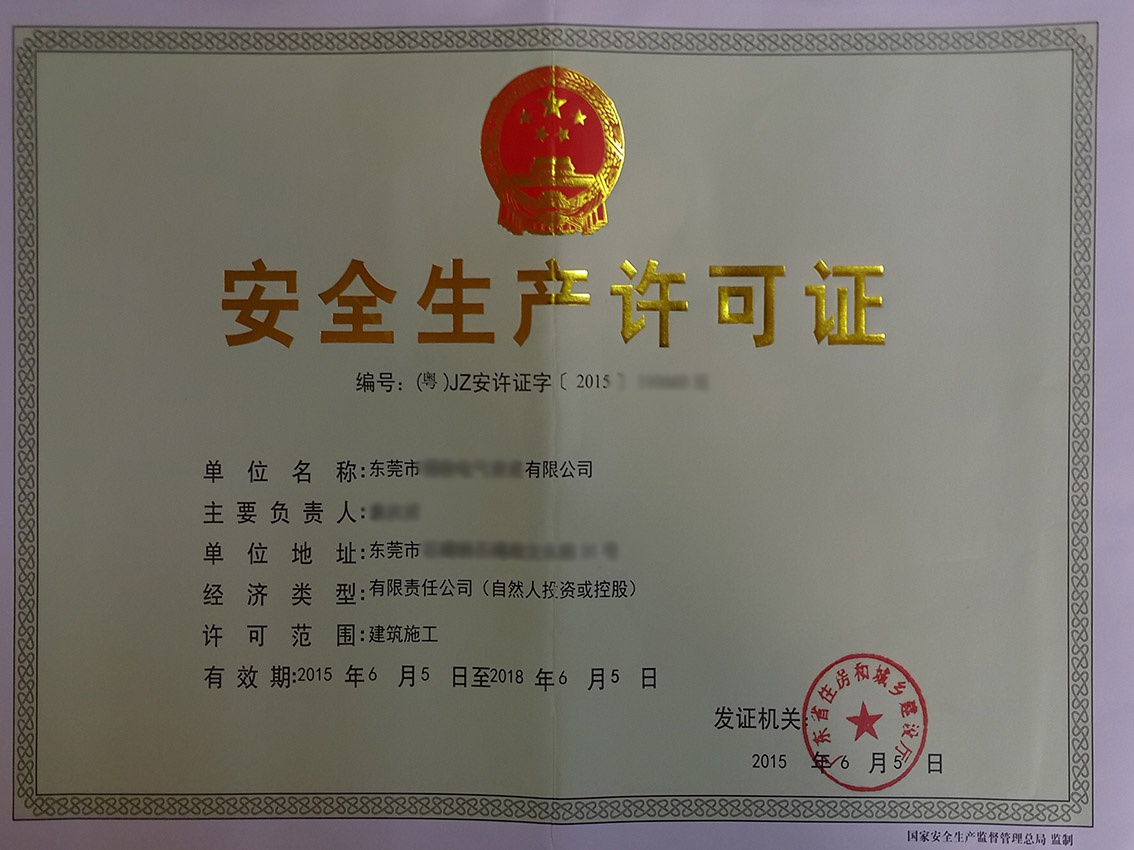 安全生产许可证
编号：(粤)JZ安许证字〔2015〕
单位名称:东莞市 有限公司
主要负责人:
单位地址:东莞市
经济类型:有限责任公司（自然人投资或控股）
许可范围:建筑施工
有效期:2015 年6 月5 日至2018 年6 月5 日
发证机关:
广东省住房和城乡建设厅
2015 年6 月5 日
国家安全生产监督管理总局 监制